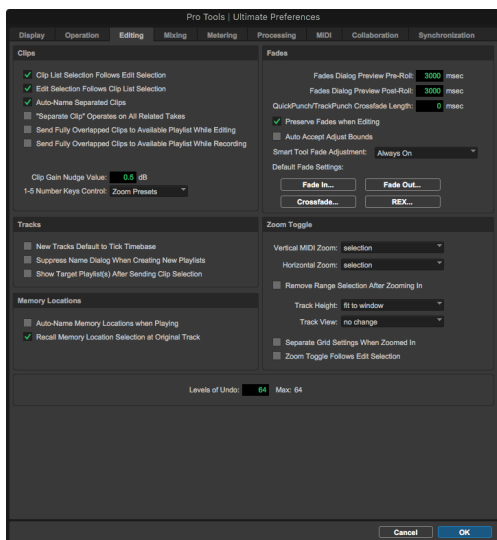 Pro Tools | Ultimate Preferences
Display Operation Editing Mixing Metering Processing MIDI Collaboration Synchronization
Clips
Clip List Selection Follows Edit Selection
Edit Selection Follows Clip List Selection
Auto-Name Separated Clips
"Separate Clip" Operates on All Related Takes
Send Fully Overlapped Clips to Available Playlist While Editing
Send Fully Overlapped Clips to Available Playlist While Recording
Clip Gain Nudge Value: 0.5 dB
1-5 Number Keys Control: Zoom Presets
Fades
Fades Dialog Preview Pre-Roll: 3000 msec
Fades Dialog Preview Post-Roll: 3000 msec
QuickPunch/TrackPunch Crossfade Length: 0 msec
Preserve Fades when Editing
Auto Accept Adjust Bounds
Smart Tool Fade Adjustment: Always On
Default Fade Settings:
Fade In... Fade Out...
Crossfade... REX...
Tracks
New Tracks Default to Tick Timebase
Suppress Name Dialog When Creating New Playlists
Show Target Playlist(s) After Sending Clip Selection
Memory Locations
Auto-Name Memory Locations when Playing
Recall Memory Location Selection at Original Track
Zoom Toggle
Vertical MIDI Zoom: selection
Horizontal Zoom: selection
Remove Range Selection After Zooming In
Track Height: fit to window
Track View: no change
Separate Grid Settings When Zoomed In
Zoom Toggle Follows Edit Selection
Levels of Undo: 64 Max: 64
Cancel OK